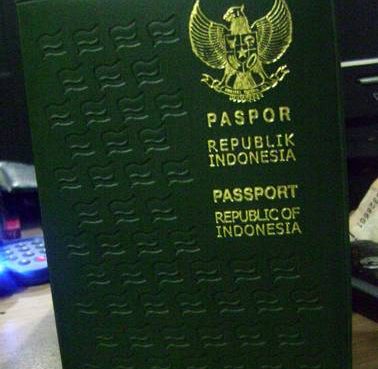 PASPOR
REPUBLIK
INDONESIA
PASSPORT
REPUBLIC OF
INDONESIA